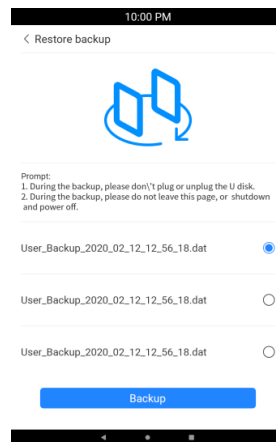 10:00 PM
Restore backup
Prompt:
1. During the backup, please don\'t plug or unplug the U disk.
2. During the backup, please do not leave this page, or shutdown
and power off.
User_Backup_2020_02_12_12_56_18.dat
User_Backup_2020_02_12_12_56_18.dat
User_Backup_2020_02_12_12_56_18.dat
Backup